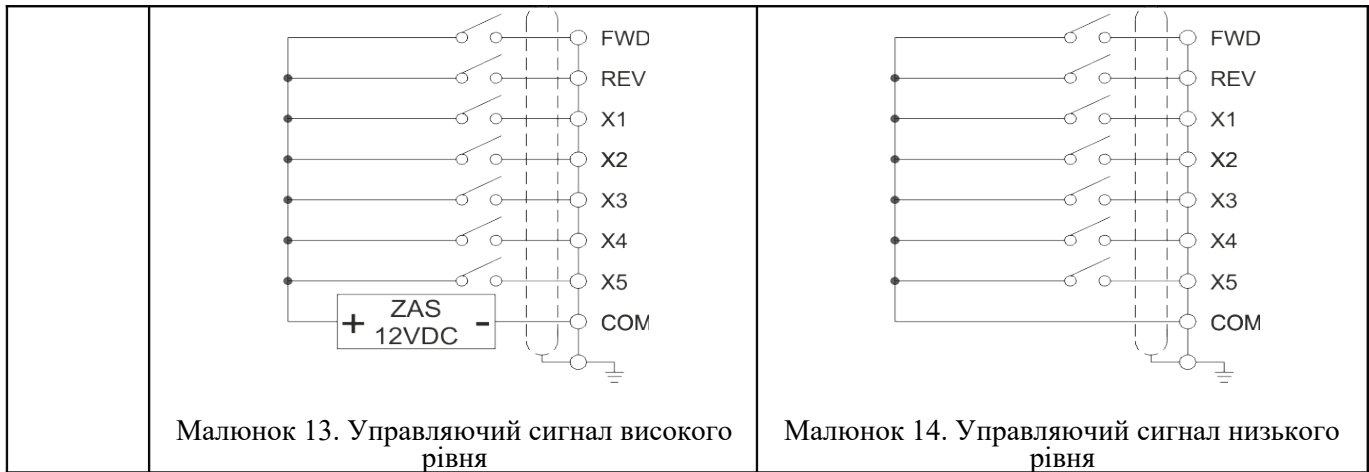 FWD
REV
X1
X2
X3
X4
X5
ZAS
+ 12VDC -
COM
Малюнок 13. Управляючий сигнал високого
рівня
FWD
REV
X1
X2
X3
X4
X5
COM
Малюнок 14. Управляючий сигнал низького
рівня